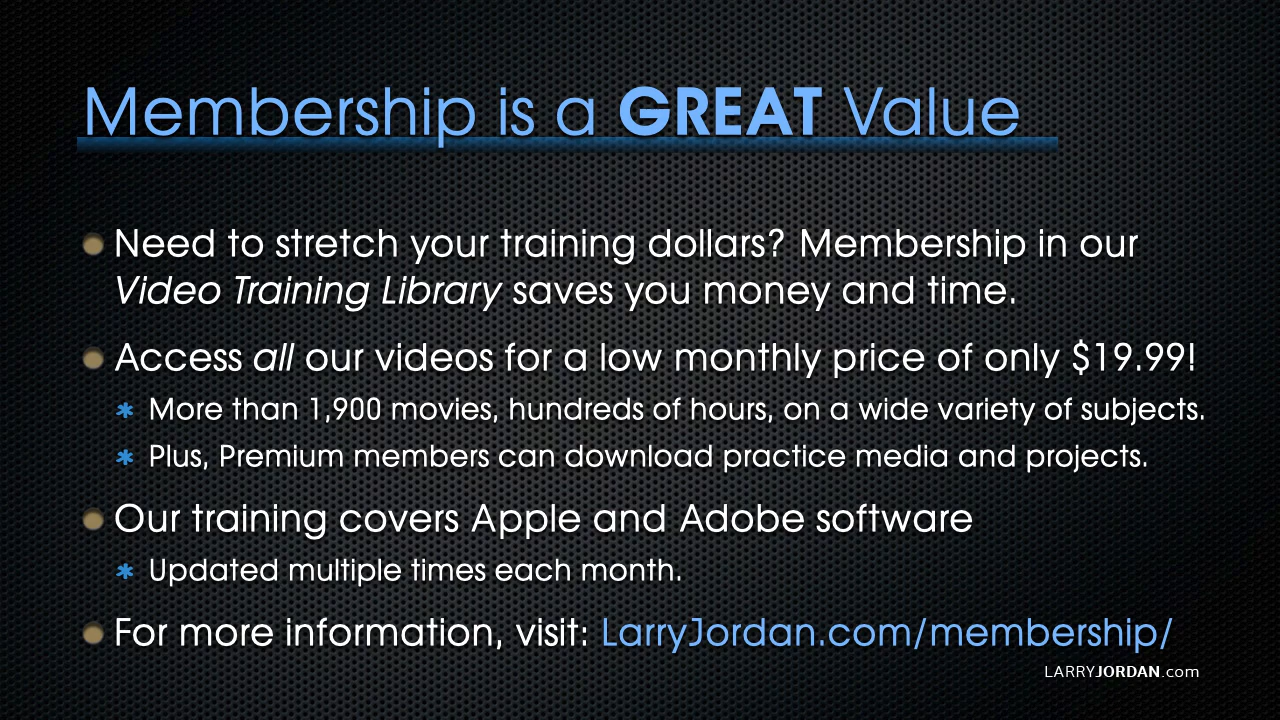 Membership is a GREAT Value
Need to stretch your training dollars? Membership in our
Video Training Library saves you money and time.
Access all our videos for a low monthly price of only $19.99!
More than 1,900 movies, hundreds of hours, on a wide variety of subjects.
Plus, Premium members can download practice media and projects.
Our training covers Apple and Adobe software
Updated multiple times each month.
For more information, visit: LarryJordan.com/membership/
LARRYJORDAN.com